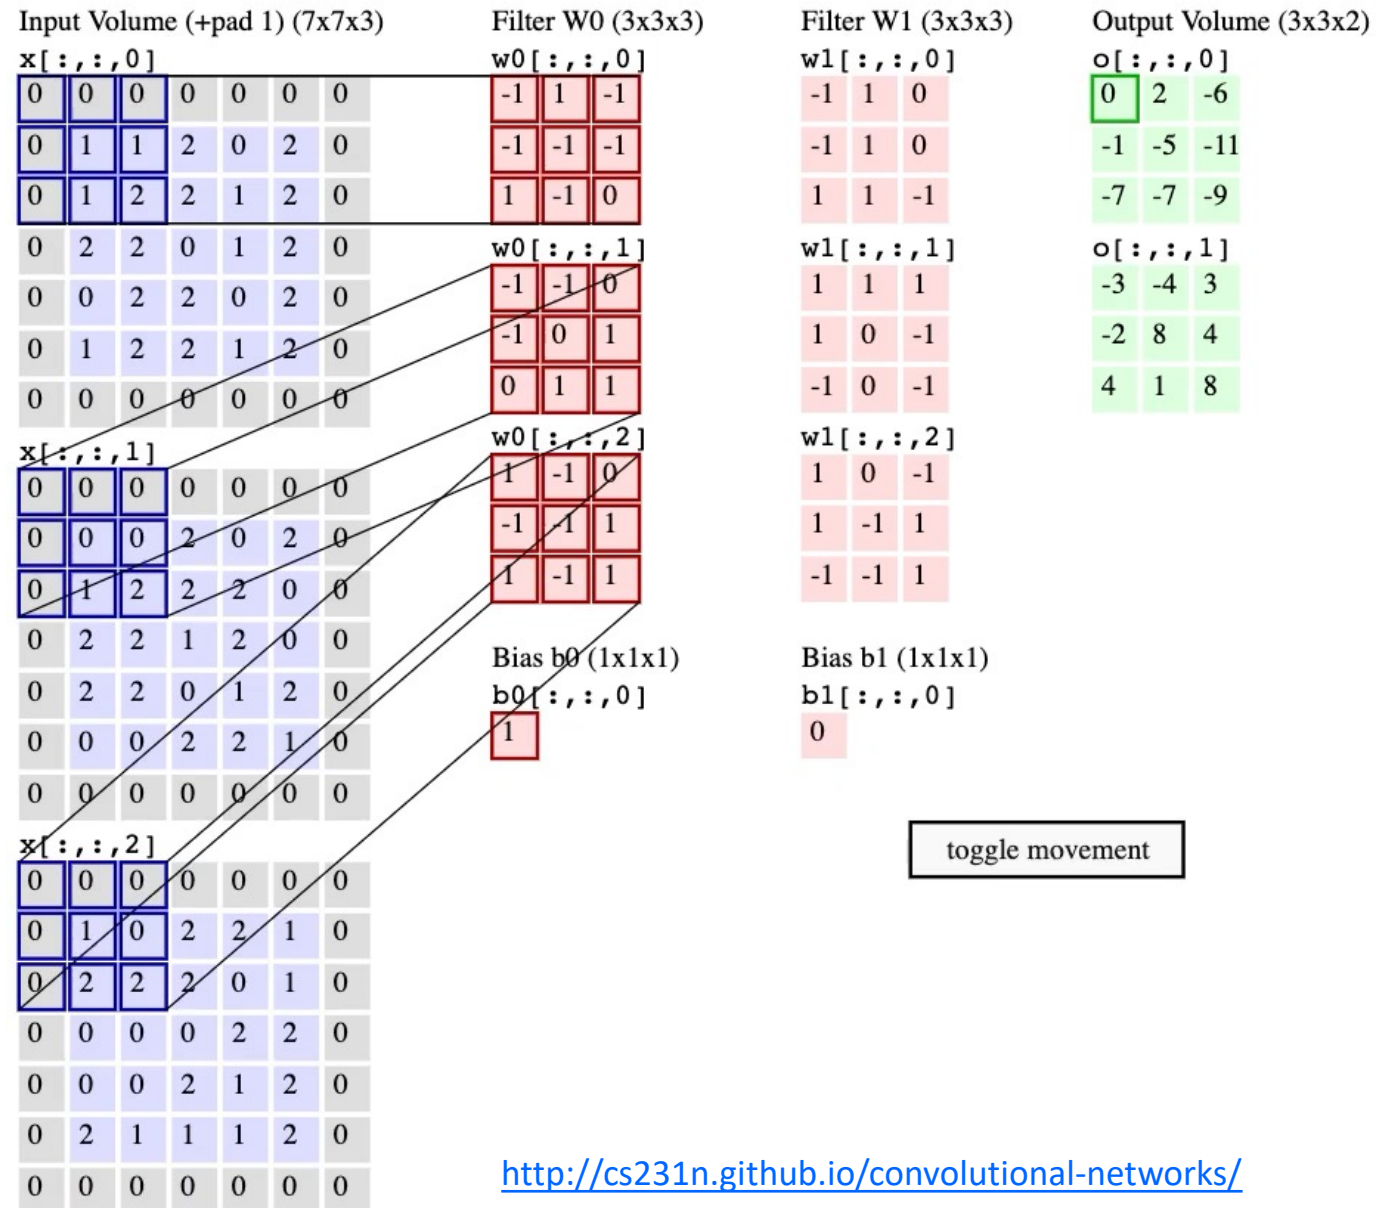 Input Volume (+pad 1) (7x7x3)
x[:,:,0]
0 0 0 0 0 0 0
0 1 1 2 0 2 0
0 1 2 2 1 2 0
0 2 2 0 1 2 0
0 0 2 2 0 2 0
0 1 2 2 1 2 0
0 0 0 0 0 0 0
x[:,:,1]
0 0 0 0 0 0 0
0 0 0 2 0 2 0
0 1 2 2 2 0 0
0 2 2 1 2 0 0
0 2 2 0 1 2 0
0 0 0 2 2 1 0
0 0 0 0 0 0 0
x[:,:,2]
0 0 0 0 0 0 0
0 1 0 2 2 1 0
0 2 2 2 0 1 0
0 0 0 0 2 2 0
0 0 0 2 1 2 0
0 2 1 1 1 2 0
0 0 0 0 0 0 0
Filter W0 (3x3x3)
w0[:,:,0]
-1 1 -1
-1 -1 -1
1 -1 0
w0[:,:,1]
-1 -1 0
-1 0 1
0 1 1
w0[:,:,2]
1 -1 0
-1 -1 1
1 -1 1
Bias b0 (1x1x1)
b0[:,:,0]
1
Filter W1 (3x3x3)
w1[:,:,0]
-1 1 0
-1 1 0
1 1 -1
w1[:,:,1]
1 1 1
1 0 -1
-1 0 -1
w1[:,:,2]
1 0 -1
1 -1 1
-1 -1 1
Bias b1 (1x1x1)
b1[:,:,0]
0
Output Volume (3x3x2)
o[:,:,0]
0 2 -6
-1 -5 -11
-7 -7 -9
o[:,:,1]
-3 -4 3
-2 8 4
4 1 8
toggle movement
http://cs231n.github.io/convolutional-networks/